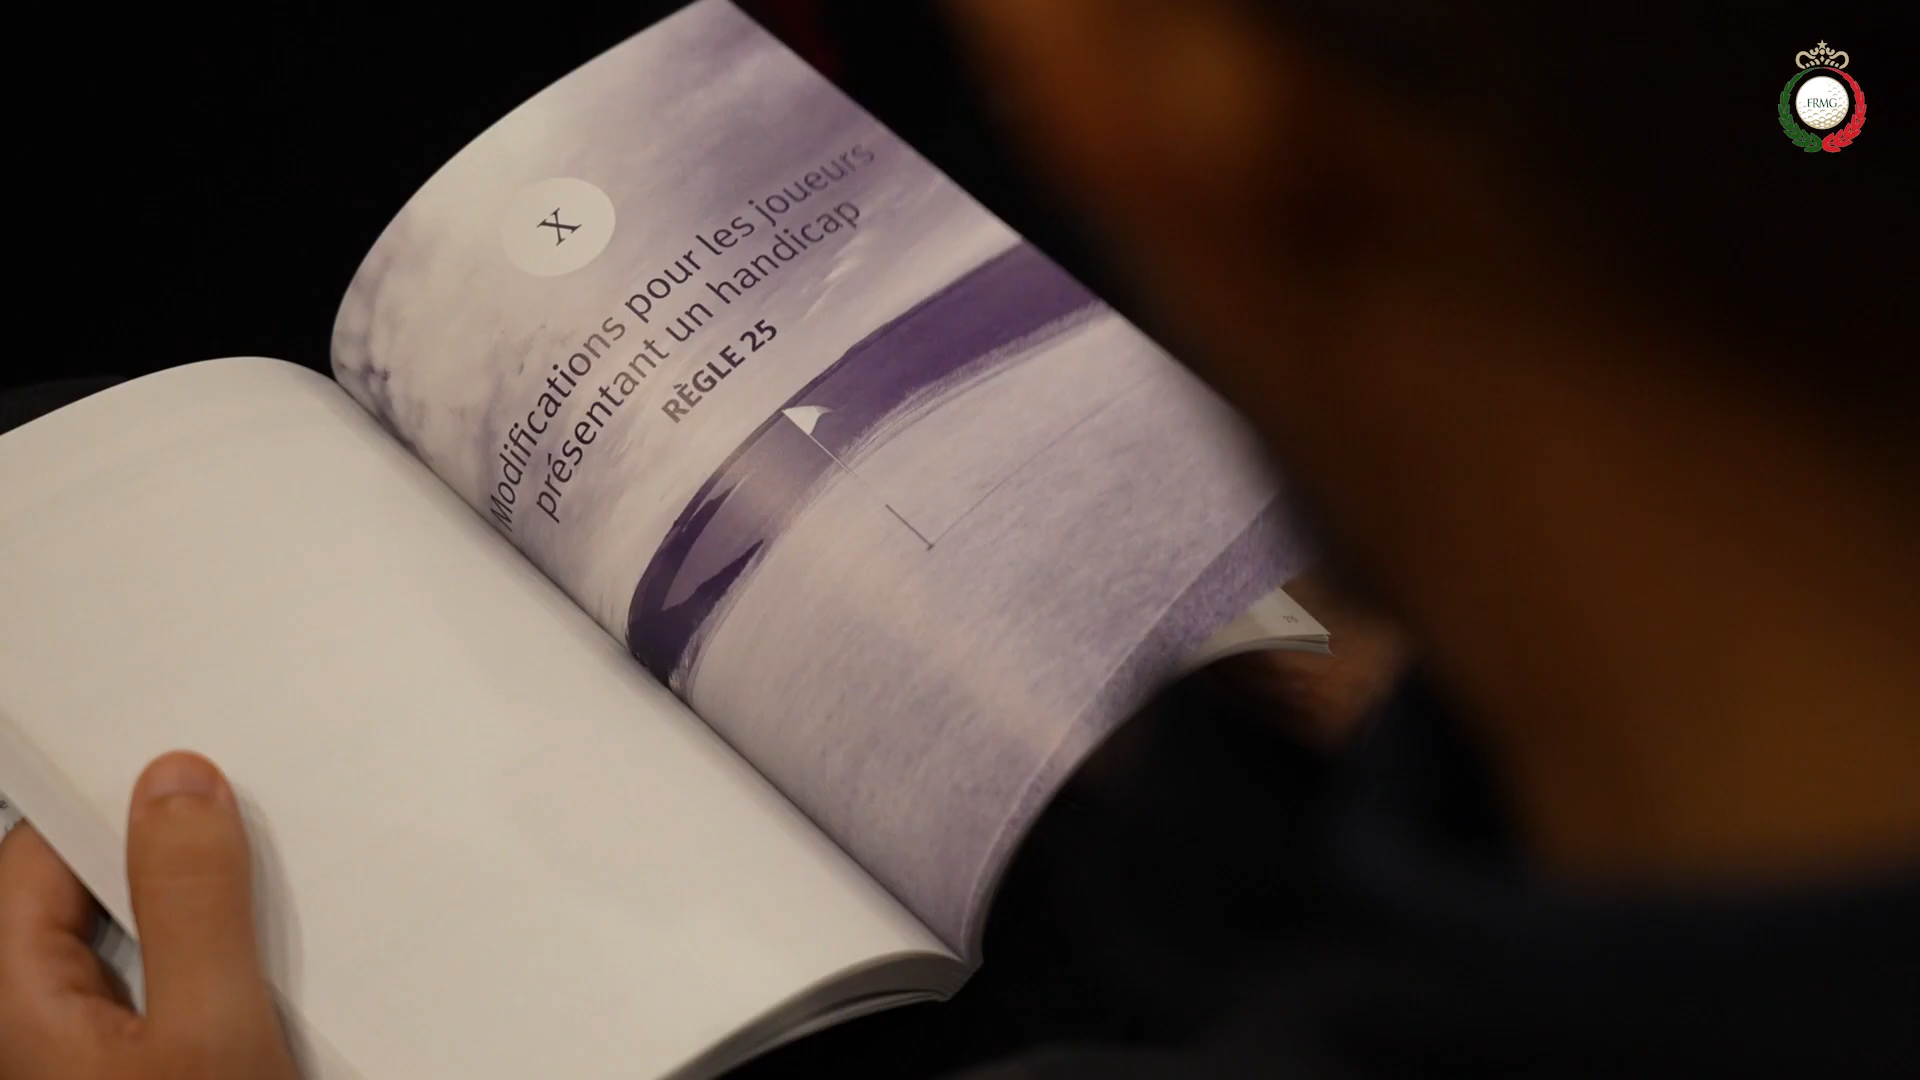 X
Modifications pour les joueurs
présentant un handicap
RÈGLE 25
FRMG